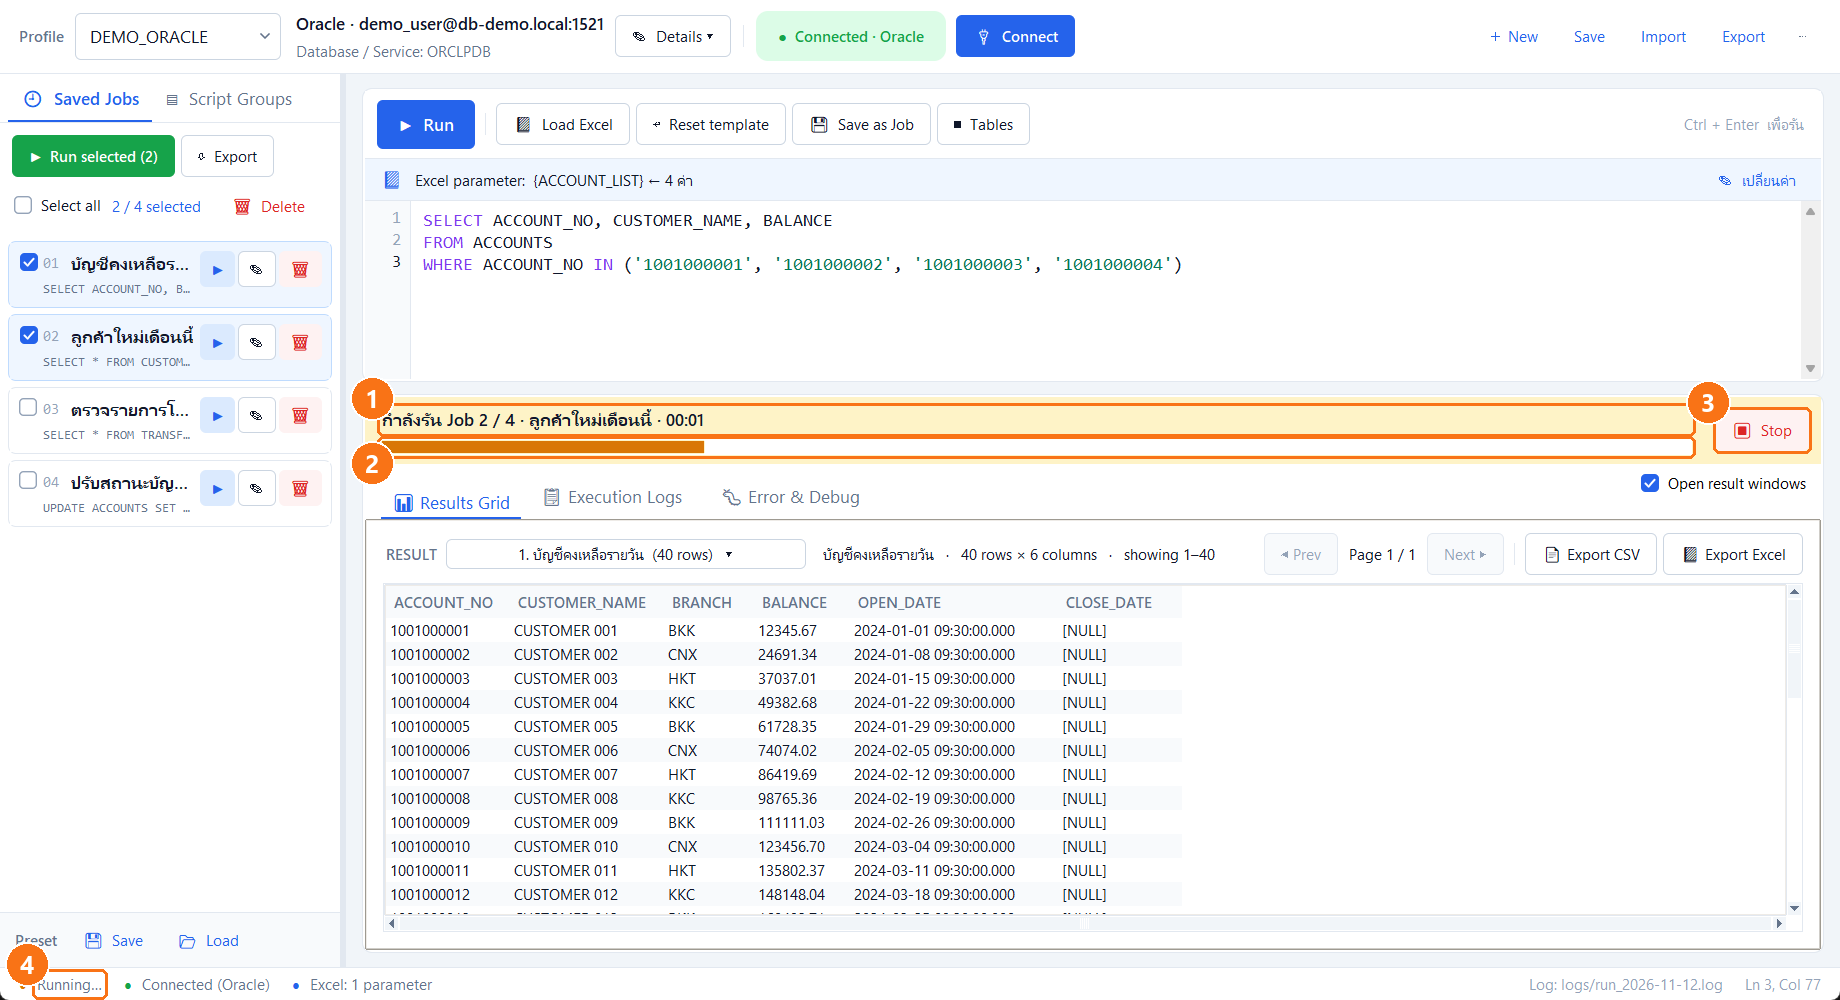 Profile
DEMO_ORACLE
Oracle · demo_user@db-demo.local:1521
Database / Service: ORCLPDB
Details
Connected · Oracle
Connect
+ New
Save
Import
Export
...
Saved Jobs
Script Groups
Run selected (2)
Export
Select all
2 / 4 selected
Delete
01 บัญชีคงเหลือร...
SELECT ACCOUNT_NO, B...
02 ลูกค้าใหม่เดือนนี้
SELECT * FROM CUSTOM...
03 ตรวจรายการโ...
SELECT * FROM TRANSF...
04 ปรับสถานะบัญ...
UPDATE ACCOUNTS SET ...
Run
Load Excel
Reset template
Save as Job
Tables
Ctrl + Enter เพื่อรัน
Excel parameter: {ACCOUNT_LIST} ← 4 ค่า
เปลี่ยนค่า
1 SELECT ACCOUNT_NO, CUSTOMER_NAME, BALANCE
2 FROM ACCOUNTS
3 WHERE ACCOUNT_NO IN ('1001000001', '1001000002', '1001000003', '1001000004')
1
กำลังรัน Job 2 / 4 · ลูกค้าใหม่เดือนนี้ · 00:01
2
3
Stop
Results Grid
Execution Logs
Error & Debug
Open result windows
RESULT
1. บัญชีคงเหลือรายวัน (40 rows)
บัญชีคงเหลือรายวัน · 40 rows × 6 columns · showing 1–40
Prev
Page 1 / 1
Next
Export CSV
Export Excel
ACCOUNT_NO CUSTOMER_NAME BRANCH BALANCE OPEN_DATE CLOSE_DATE
1001000001 CUSTOMER 001 BKK 12345.67 2024-01-01 09:30:00.000 [NULL]
1001000002 CUSTOMER 002 CNX 24691.34 2024-01-08 09:30:00.000 [NULL]
1001000003 CUSTOMER 003 HKT 37037.01 2024-01-15 09:30:00.000 [NULL]
1001000004 CUSTOMER 004 KKC 49382.68 2024-01-22 09:30:00.000 [NULL]
1001000005 CUSTOMER 005 BKK 61728.35 2024-01-29 09:30:00.000 [NULL]
1001000006 CUSTOMER 006 CNX 74074.02 2024-02-05 09:30:00.000 [NULL]
1001000007 CUSTOMER 007 HKT 86419.69 2024-02-12 09:30:00.000 [NULL]
1001000008 CUSTOMER 008 KKC 98765.36 2024-02-19 09:30:00.000 [NULL]
1001000009 CUSTOMER 009 BKK 111111.03 2024-02-26 09:30:00.000 [NULL]
1001000010 CUSTOMER 010 CNX 123456.70 2024-03-04 09:30:00.000 [NULL]
1001000011 CUSTOMER 011 HKT 135802.37 2024-03-11 09:30:00.000 [NULL]
1001000012 CUSTOMER 012 KKC 148148.04 2024-03-18 09:30:00.000 [NULL]
Preset
Save
Load
4
Running...
Connected (Oracle)
Excel: 1 parameter
Log: logs/run_2026-11-12.log
Ln 3, Col 77